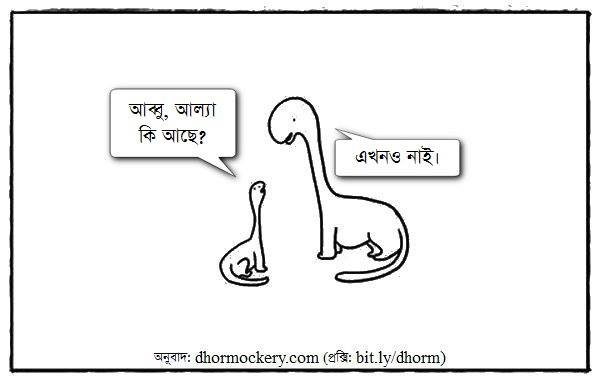 আব্বু, আল্যা
কি আছে?
এখনও নাই।
অনুবাদ: dhormockery.com (প্রক্সি: bit.ly/dhorm)